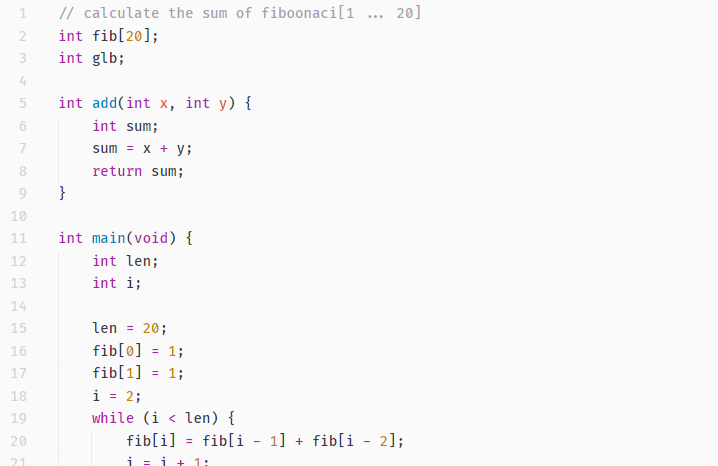 1 // calculate the sum of fiboonaci[1 ... 20]
2 int fib[20];
3 int glb;
4
5 int add(int x, int y) {
6     int sum;
7     sum = x + y;
8     return sum;
9 }
10
11 int main(void) {
12     int len;
13     int i;
14
15     len = 20;
16     fib[0] = 1;
17     fib[1] = 1;
18     i = 2;
19     while (i < len) {
20         fib[i] = fib[i - 1] + fib[i - 2];
21         i = i + 1;